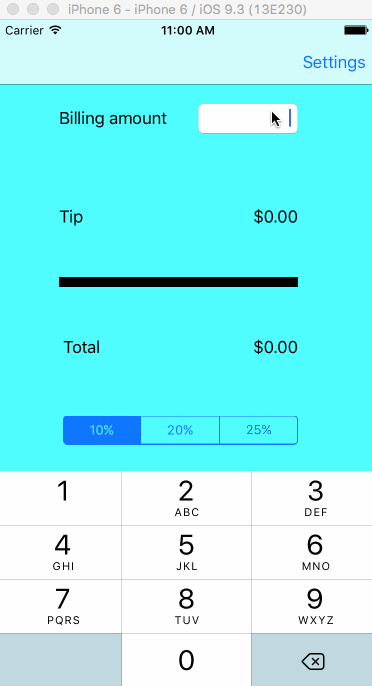 iPhone 6 - iPhone 6 / iOS 9.3 (13E230)
Carrier 11:00 AM
Settings
Billing amount
Tip $0.00
Total $0.00
10% 20% 25%
1 2 3
ABC DEF
4 5 6
GHI JKL MNO
7 8 9
PQRS TUV WXYZ
0